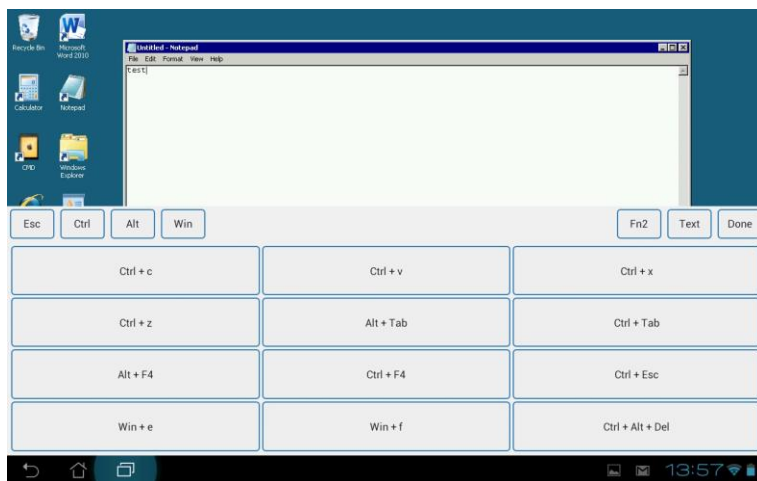 Untitled - Notepad
File Edit Format View Help
test
Recycle Bin
Microsoft
Word 2010
Calculator
Notepad
CMD
Windows
Explorer
Esc Ctrl Alt Win Fn2 Text Done
Ctrl + c Ctrl + v Ctrl + x
Ctrl + z Alt + Tab Ctrl + Tab
Alt + F4 Ctrl + F4 Ctrl + Esc
Win + e Win + f Ctrl + Alt + Del
13:57